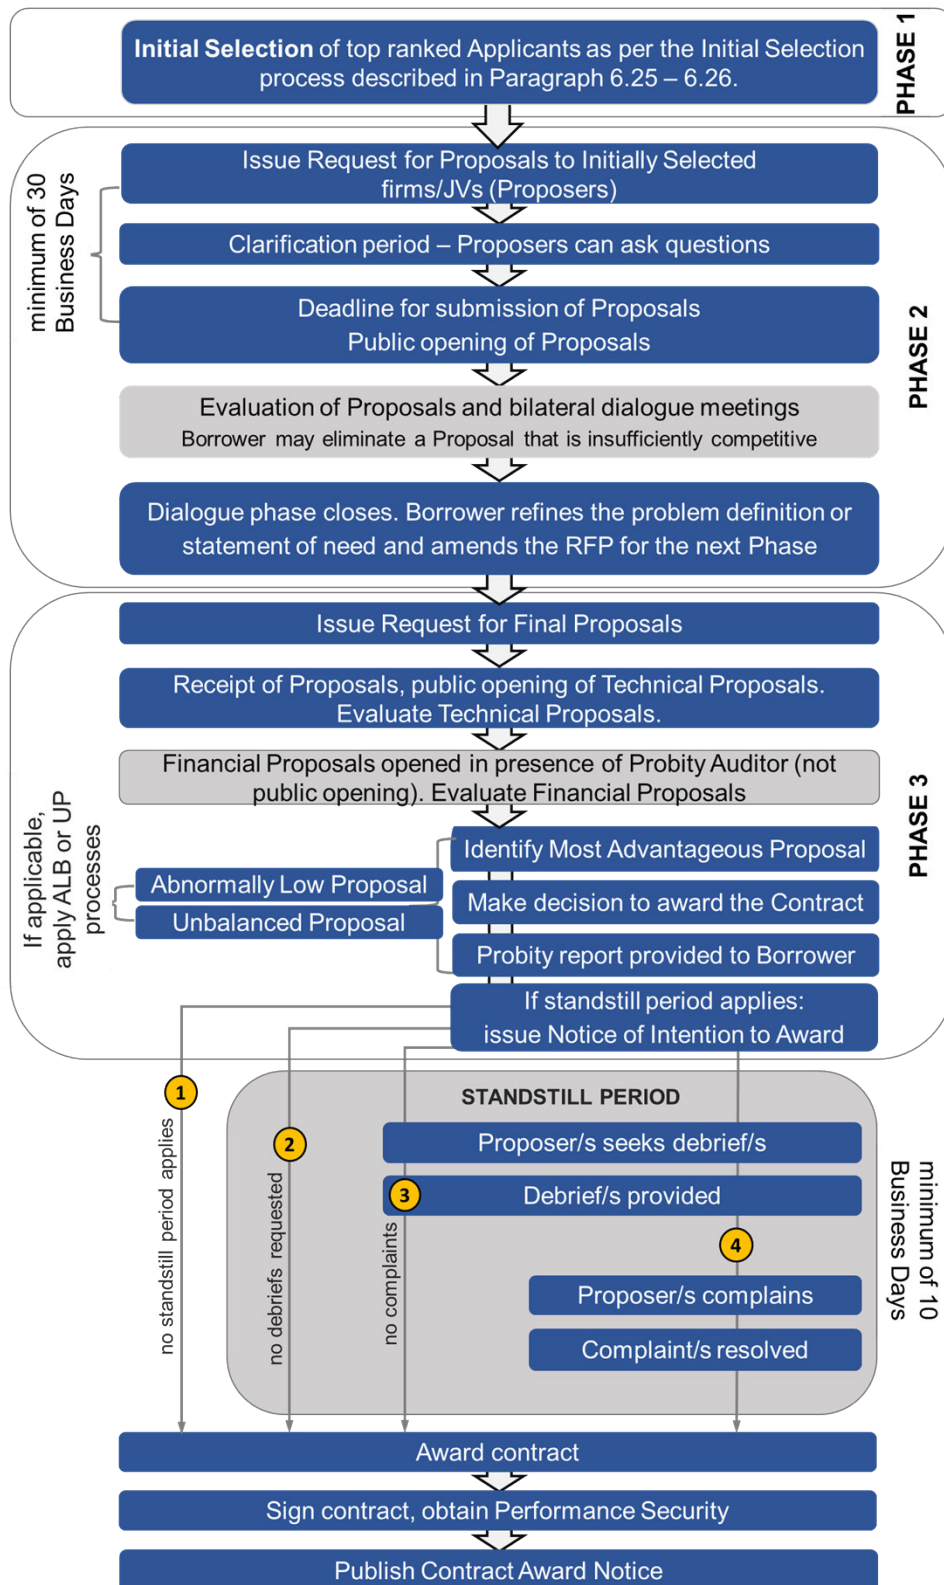 PHASE 1
Initial Selection of top ranked Applicants as per the Initial Selection
process described in Paragraph 6.25 – 6.26.
PHASE 2
minimum of 30
Business Days
Issue Request for Proposals to Initially Selected
firms/JVs (Proposers)
Clarification period – Proposers can ask questions
Deadline for submission of Proposals
Public opening of Proposals
Evaluation of Proposals and bilateral dialogue meetings
Borrower may eliminate a Proposal that is insufficiently competitive
Dialogue phase closes. Borrower refines the problem definition or
statement of need and amends the RFP for the next Phase
PHASE 3
Issue Request for Final Proposals
Receipt of Proposals, public opening of Technical Proposals.
Evaluate Technical Proposals.
Financial Proposals opened in presence of Probity Auditor (not
public opening). Evaluate Financial Proposals
If applicable,
apply ALB or UP
processes
Abnormally Low Proposal
Unbalanced Proposal
Identify Most Advantageous Proposal
Make decision to award the Contract
Probity report provided to Borrower
If standstill period applies:
issue Notice of Intention to Award
1
no standstill period applies
2
no debriefs requested
3
no complaints
4
STANDSTILL PERIOD
minimum of 10
Business Days
Proposer/s seeks debrief/s
Debrief/s provided
Proposer/s complains
Complaint/s resolved
Award contract
Sign contract, obtain Performance Security
Publish Contract Award Notice